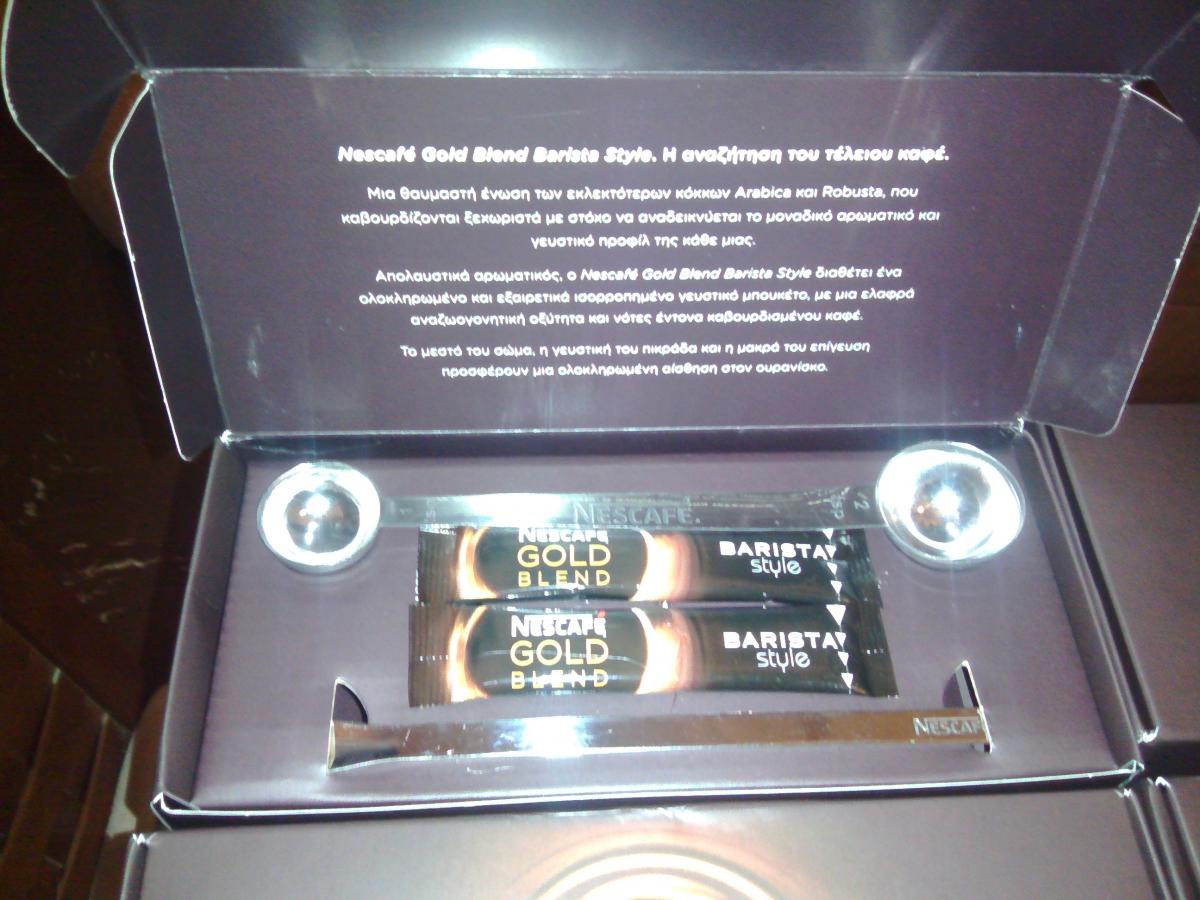 Nescafé Gold Blend Barista Style. Η αναζήτηση του τέλειου καφέ.
Μια θαυμαστή ένωση των εκλεκτότερων κόκκων Arabica και Robusta, που
καβουρδίζονται ξεχωριστά με στόχο να αναδεικνύεται το μοναδικό αρωματικό και
γευστικό προφίλ της κάθε μιας.
Απολαυστικά αρωματικός, ο Nescafé Gold Blend Barista Style διαθέτει ένα
ολοκληρωμένο και εξαιρετικά ισορροπημένο γευστικό μπουκέτο, με μια ελαφρά
αναζωογονητική οξύτητα και νότες έντονα καβουρδισμένου καφέ.
Το μεστό του σώμα, η γευστική του πικράδα και η μακρά του επίγευση
προσφέρουν μια ολοκληρωμένη αίσθηση στον ουρανίσκο.
NESCAFÉ.
NESCAFÉ
GOLD
BLEND
BARISTA
style
NESCAFÉ
GOLD
BLEND
BARISTA
style
NESCAF